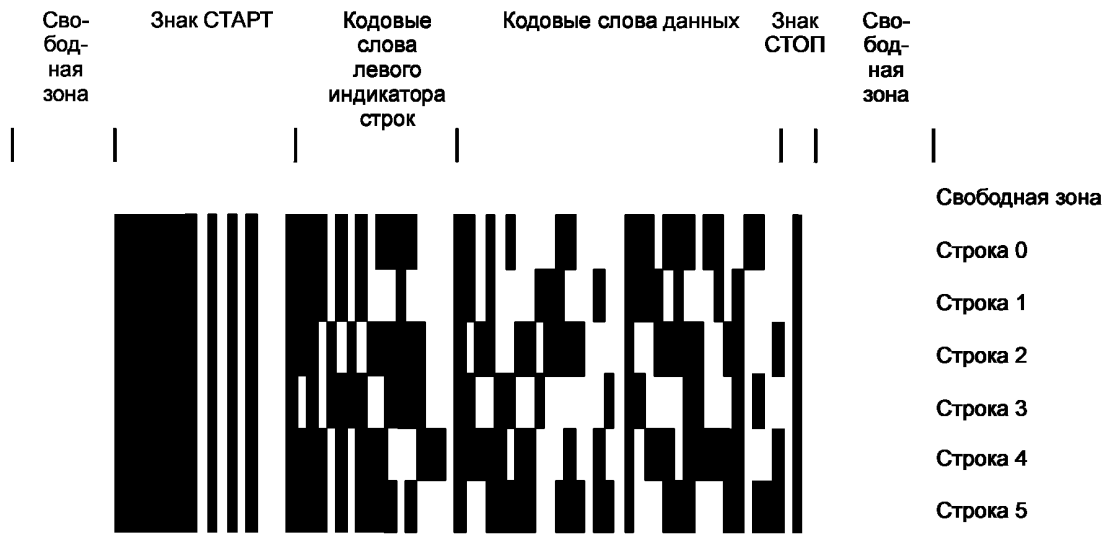 Сво-
бод-
ная
зона
Знак СТАРТ
Кодовые
слова
левого
индикатора
строк
Кодовые слова данных
Знак
СТОП
Сво-
бод-
ная
зона
Свободная зона
Строка 0
Строка 1
Строка 2
Строка 3
Строка 4
Строка 5